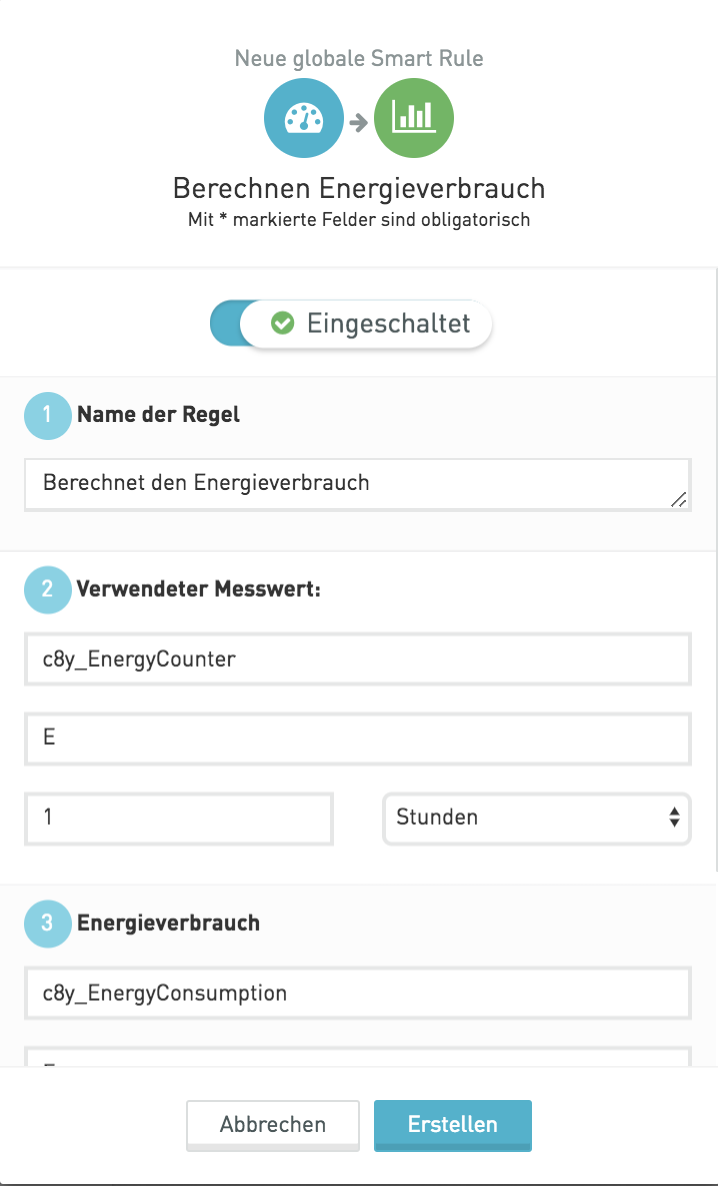 Neue globale Smart Rule
Berechnen Energieverbrauch
Mit * markierte Felder sind obligatorisch
Eingeschaltet
1 Name der Regel
Berechnet den Energieverbrauch
2 Verwendeter Messwert:
c8y_EnergyCounter
E
1 Stunden
3 Energieverbrauch
c8y_EnergyConsumption
Abbrechen Erstellen